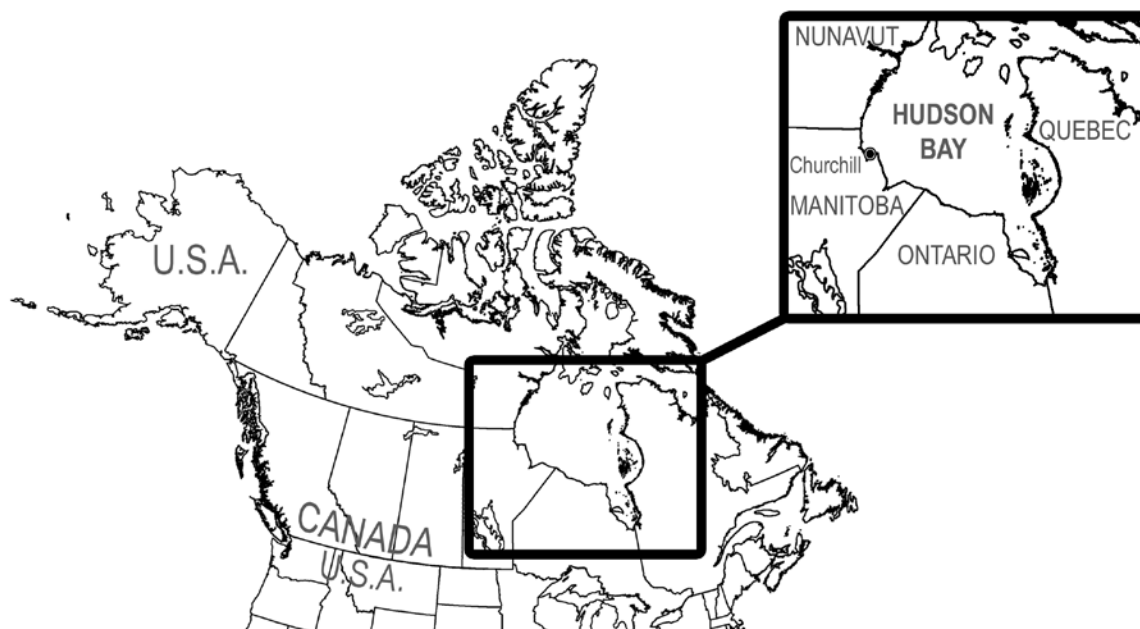 NUNAVUT
HUDSON
BAY
QUEBEC
Churchill
MANITOBA
ONTARIO
U.S.A.
CANADA
U.S.A.